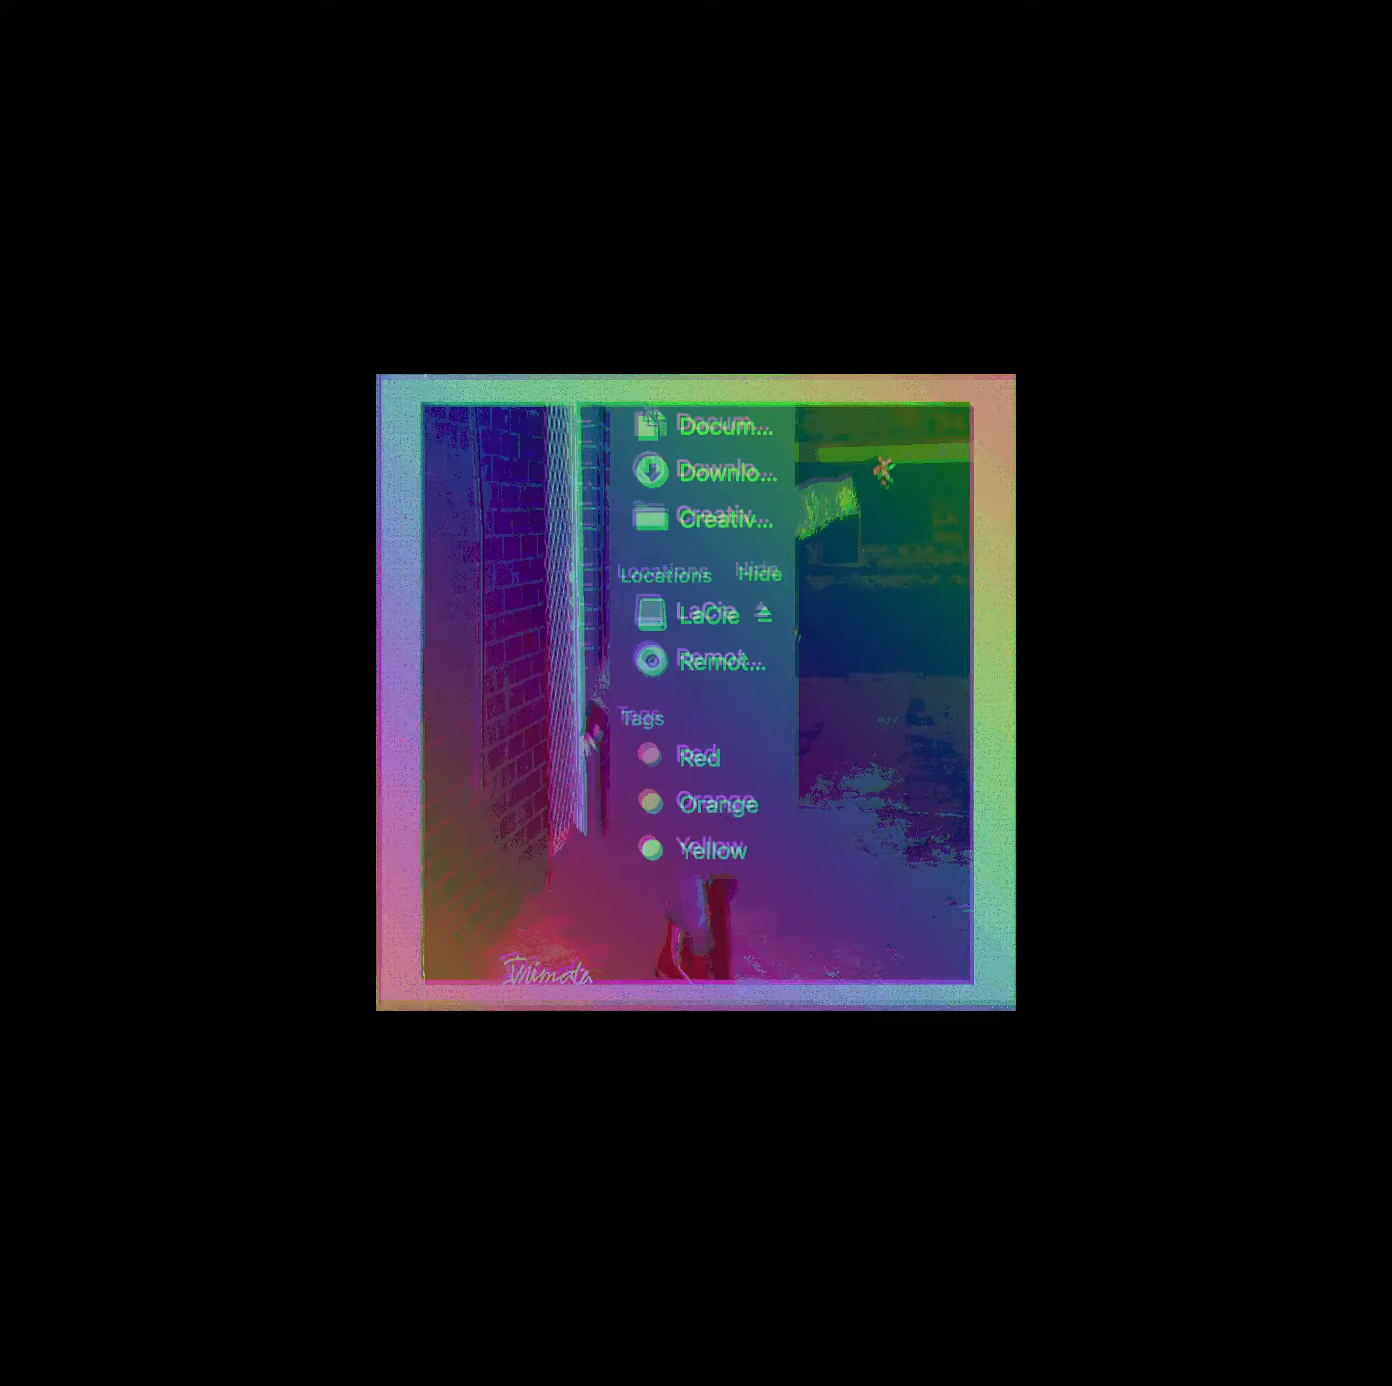 Docum...
Downlo...
Creativ...
Locations Hide
LaCie
Remot...
Tags
Red
Orange
Yellow